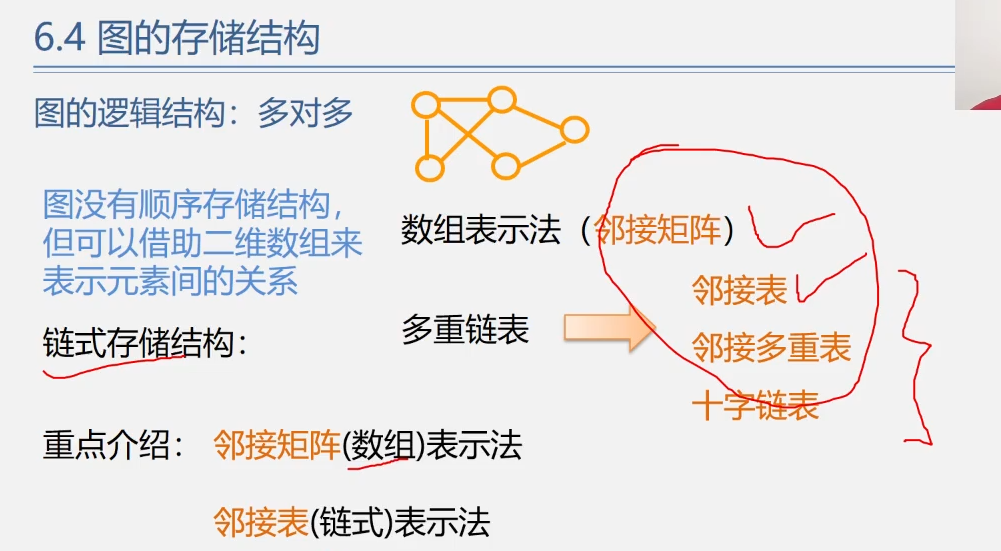 6.4 图的存储结构
图的逻辑结构：多对多
图没有顺序存储结构，
但可以借助二维数组来
表示元素间的关系
数组表示法（邻接矩阵）
链式存储结构：
多重链表
邻接表
邻接多重表
十字链表
重点介绍：
邻接矩阵(数组)表示法
邻接表(链式)表示法